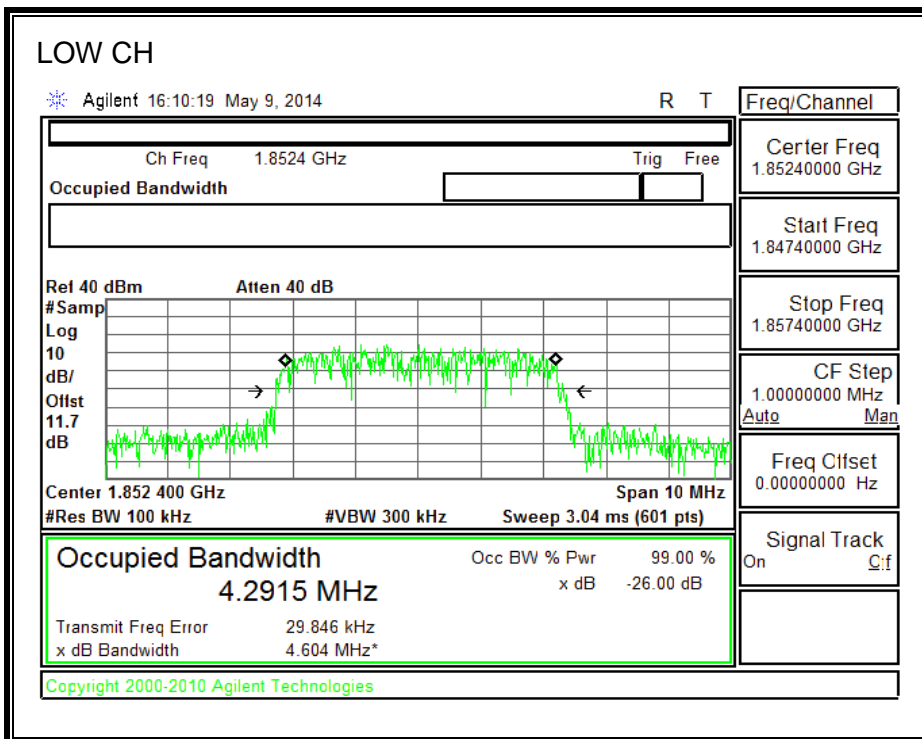 LOW CH
Agilent 16:10:19 May 9, 2014 R T
Freq/Channel
Ch Freq 1.8524 GHz Trig Free
Occupied Bandwidth
Center Freq
1.85240000 GHz
Start Freq
1.84740000 GHz
Stop Freq
1.85740000 GHz
CF Step
1.00000000 MHz
Auto Man
Freq Offset
0.00000000 Hz
Signal Track
On Off
Ref 40 dBm Atten 40 dB
#Samp
Log
10
dB/
Offst
11.7
dB
Center 1.852 400 GHz Span 10 MHz
#Res BW 100 kHz #VBW 300 kHz Sweep 3.04 ms (601 pts)
Occupied Bandwidth
4.2915 MHz
Occ BW % Pwr 99.00 %
x dB -26.00 dB
Transmit Freq Error 29.846 kHz
x dB Bandwidth 4.604 MHz*
Copyright 2000-2010 Agilent Technologies